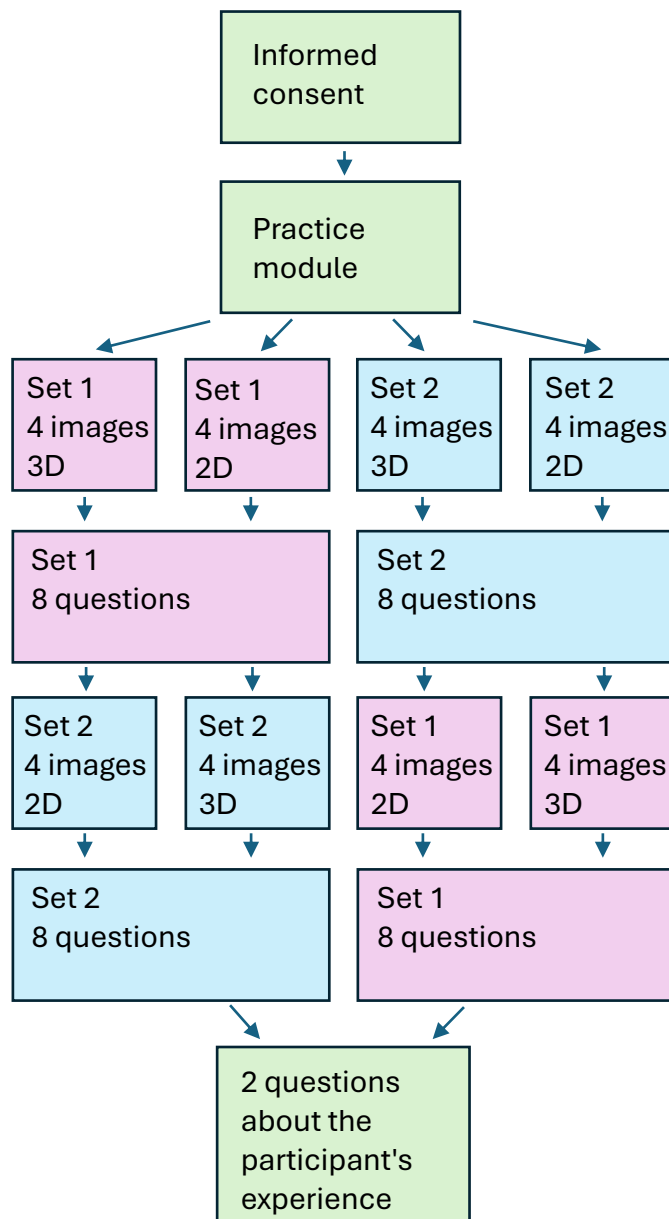 Informed
consent
Practice
module
Set 1
4 images
3D
Set 1
4 images
2D
Set 2
4 images
3D
Set 2
4 images
2D
Set 1
8 questions
Set 2
8 questions
Set 2
4 images
2D
Set 2
4 images
3D
Set 1
4 images
2D
Set 1
4 images
3D
Set 2
8 questions
Set 1
8 questions
2 questions
about the
participant's
experience